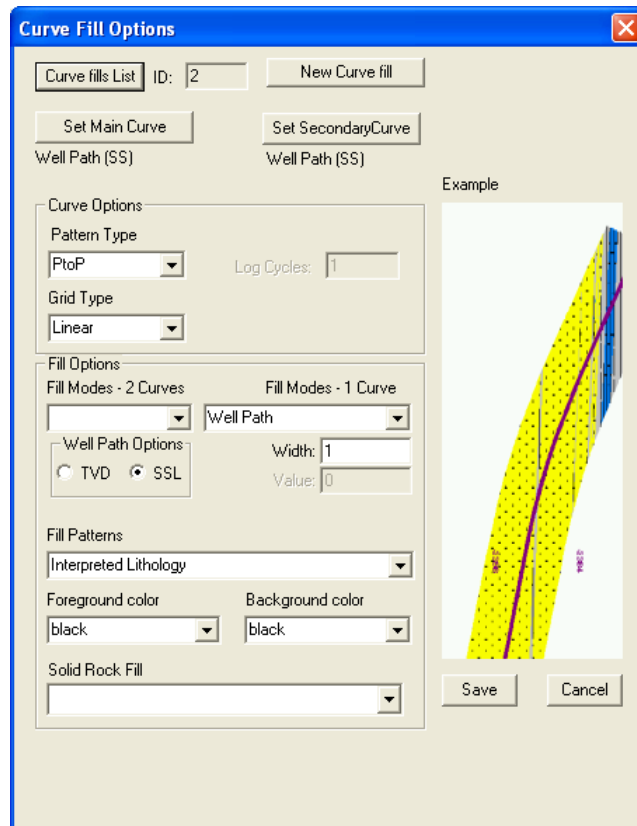 Curve Fill Options
Curve fills List ID: 2 New Curve fill
Set Main Curve Set SecondaryCurve
Well Path (SS) Well Path (SS)
Example
Curve Options
Pattern Type
PtoP Log Cycles: 1
Grid Type
Linear
Fill Options
Fill Modes - 2 Curves Fill Modes - 1 Curve
Well Path
Well Path Options Width: 1
TVD SSL
Value: 0
Fill Patterns
Interpreted Lithology
Foreground color Background color
black black
Solid Rock Fill
Save Cancel